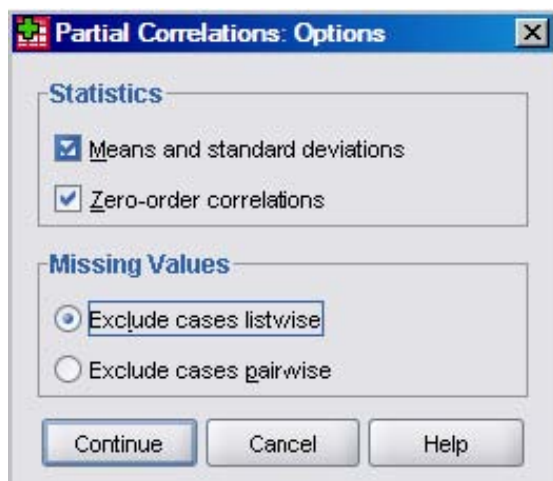 Partial Correlations: Options
Statistics
Means and standard deviations
Zero-order correlations
Missing Values
Exclude cases listwise
Exclude cases pairwise
Continue Cancel Help